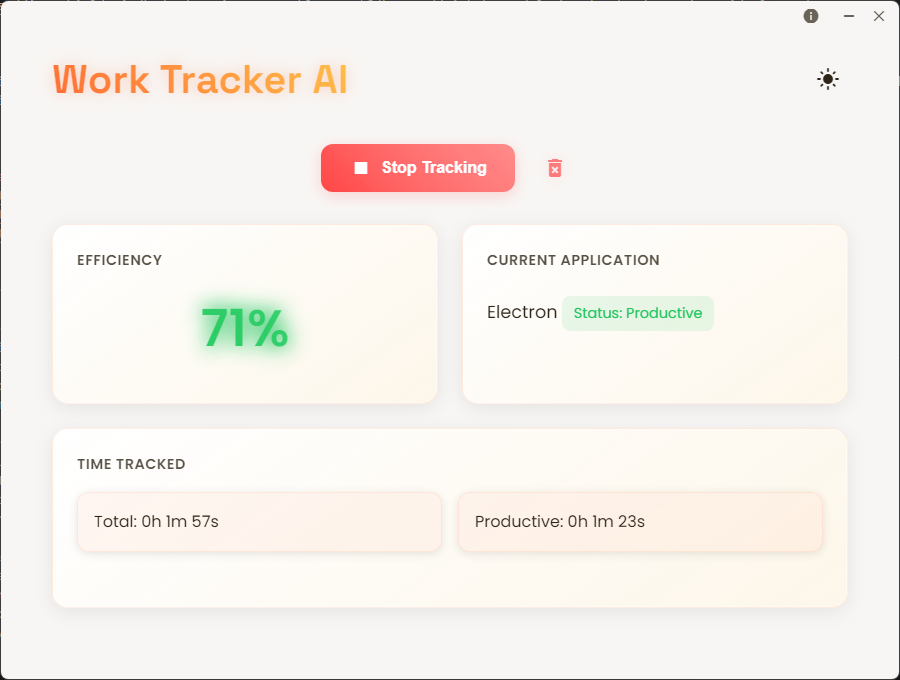 Work Tracker AI
Stop Tracking
EFFICIENCY
71%
CURRENT APPLICATION
Electron Status: Productive
TIME TRACKED
Total: 0h 1m 57s
Productive: 0h 1m 23s